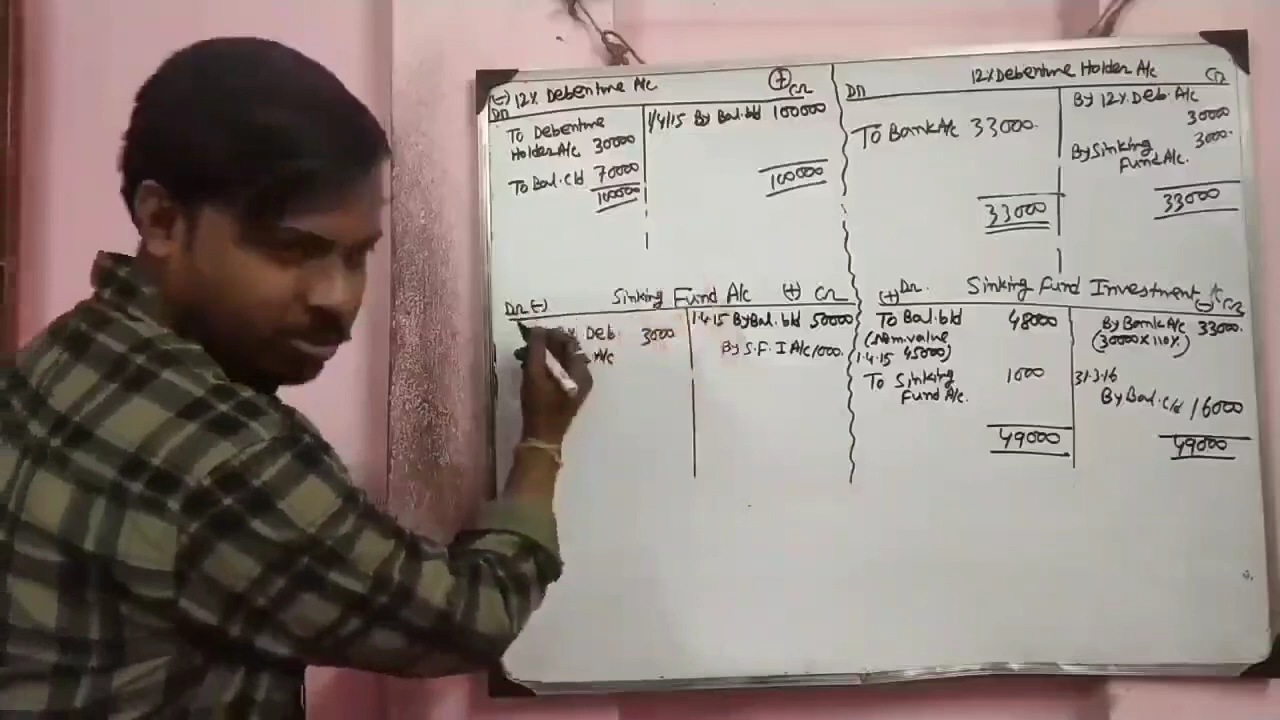 (-) 12% Debenture A/c (+)
Dr Cr
To Debenture
Holder A/c 30000
To Bal. c/d 70000
100000
1/4/15 By Bal. b/d 100000
100000
12% Debenture Holder A/c
Dr Cr
To Bank A/c 33000.
33000
By 12% Deb. A/c
30000
By Sinking 3000.
Fund A/c.
33000
Sinking Fund A/c
Dr (-) (+) Cr
Deb. 3000
A/c
1.4.15 By Bal. b/d 50000
By S.F. I A/c 1000.
Sinking Fund Investment A/c
(+) Dr. (-) Cr
To Bal. b/d 48000
(Nom. value
1.4.15 45000)
To Sinking 1000
Fund A/c.
49000
By Bank A/c 33000.
(30000 x 110%)
31.3.16
By Bal. c/d 16000
49000